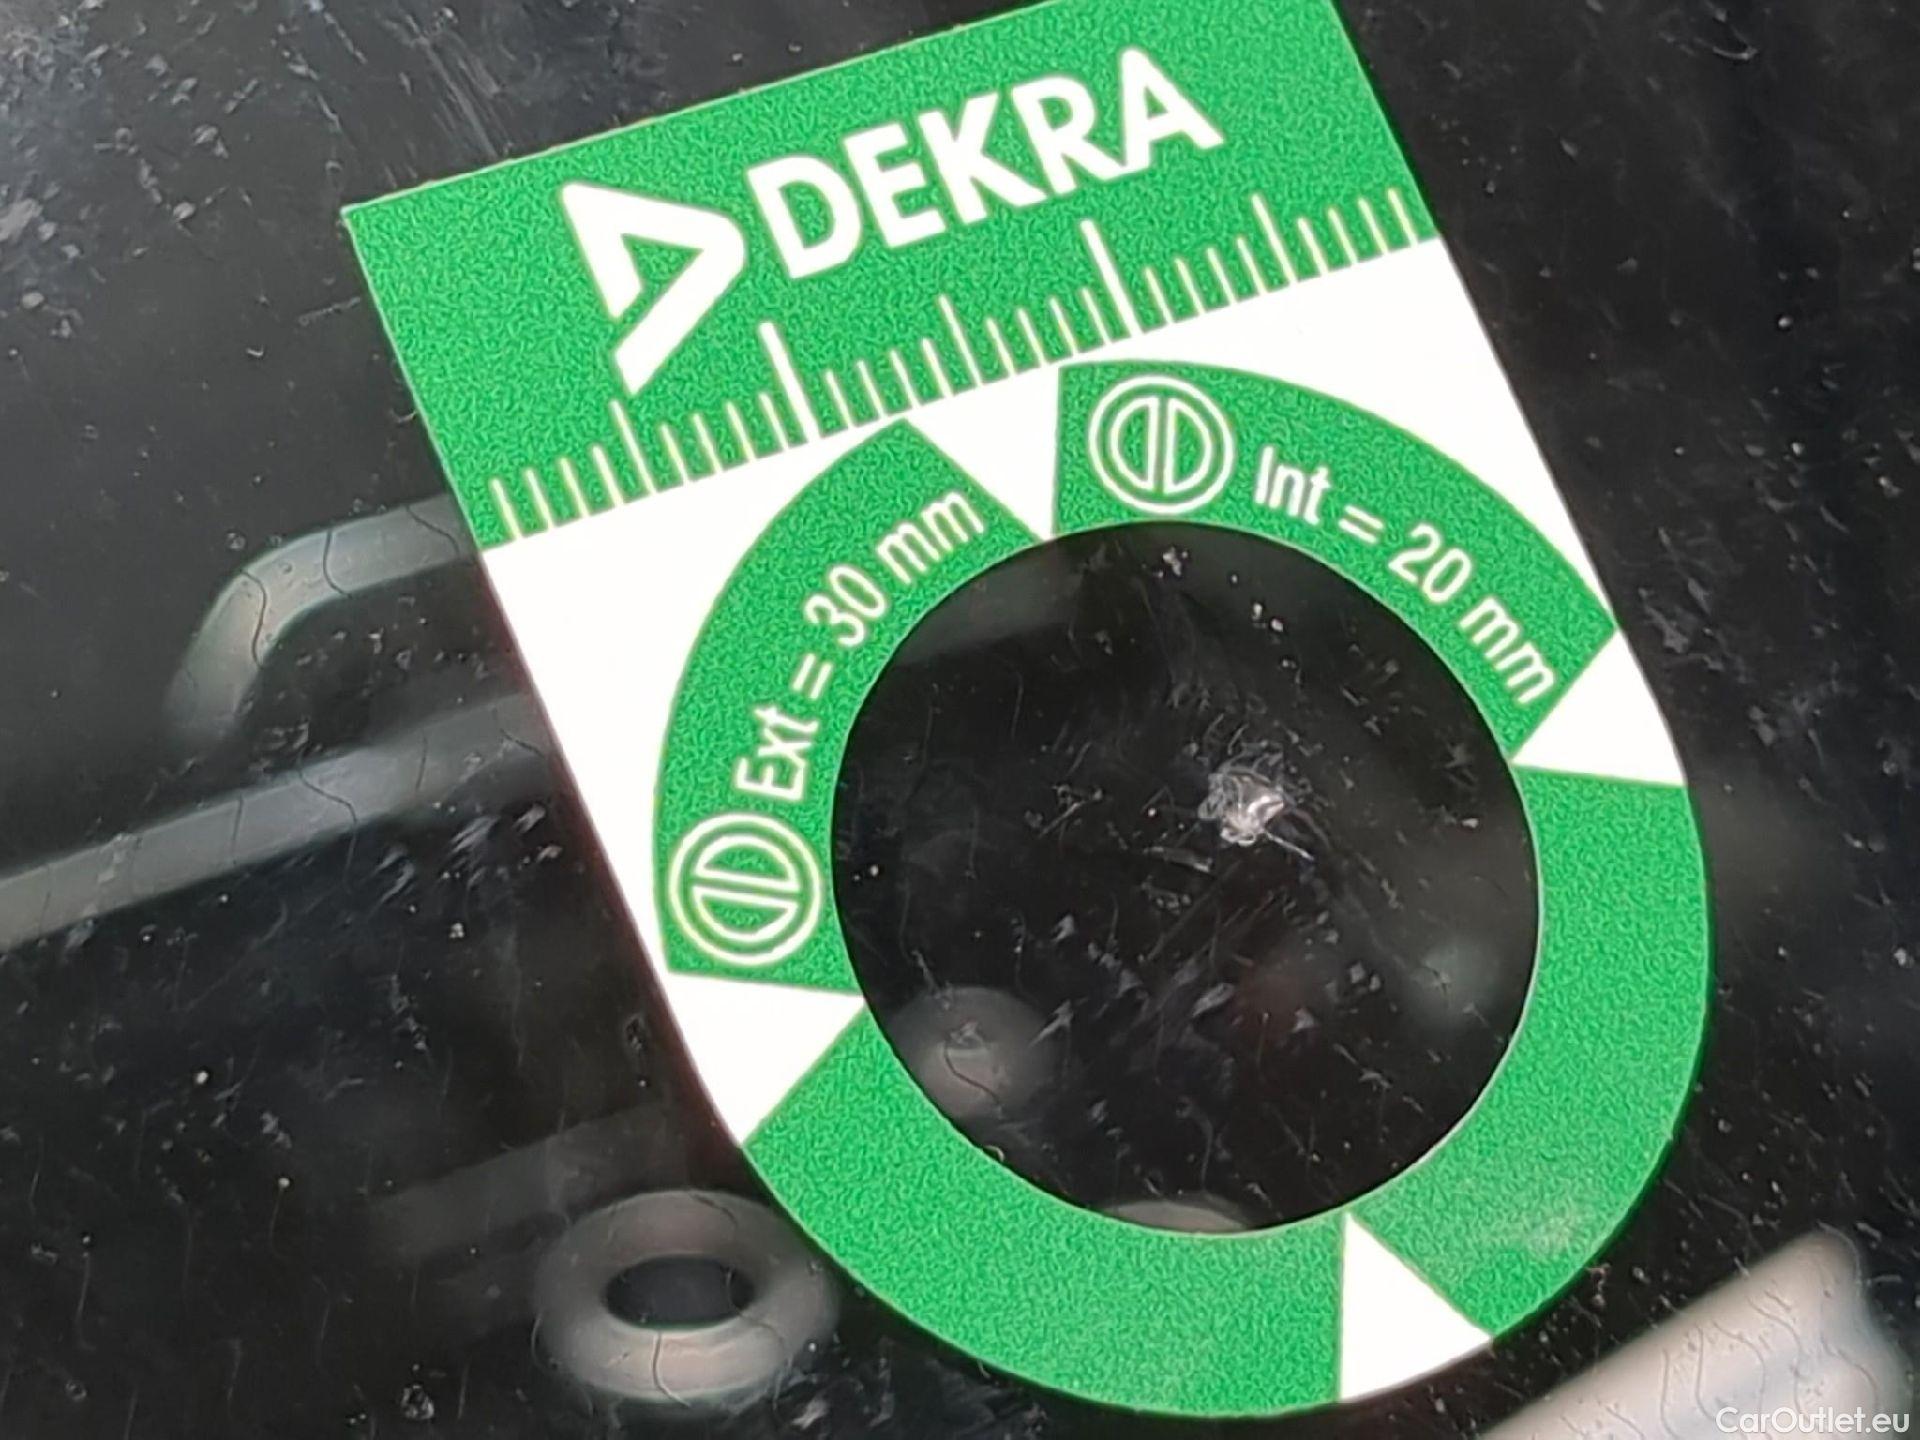 DEKRA
Int = 20 mm
Ext = 30 mm
CarOutlet.eu